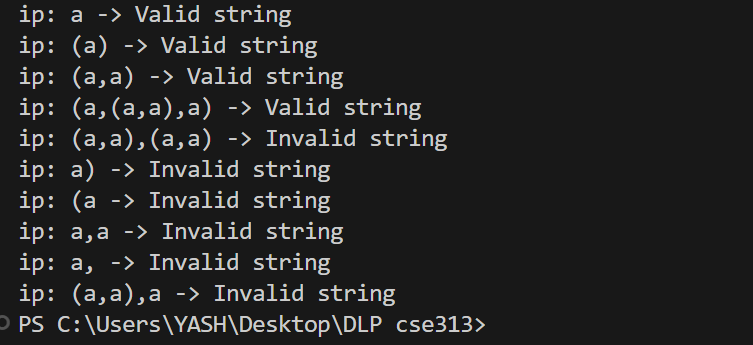 ip: a -> Valid string
ip: (a) -> Valid string
ip: (a,a) -> Valid string
ip: (a,(a,a),a) -> Valid string
ip: (a,a),(a,a) -> Invalid string
ip: a) -> Invalid string
ip: (a -> Invalid string
ip: a,a -> Invalid string
ip: a, -> Invalid string
ip: (a,a),a -> Invalid string
PS C:\Users\YASH\Desktop\DLP cse313>